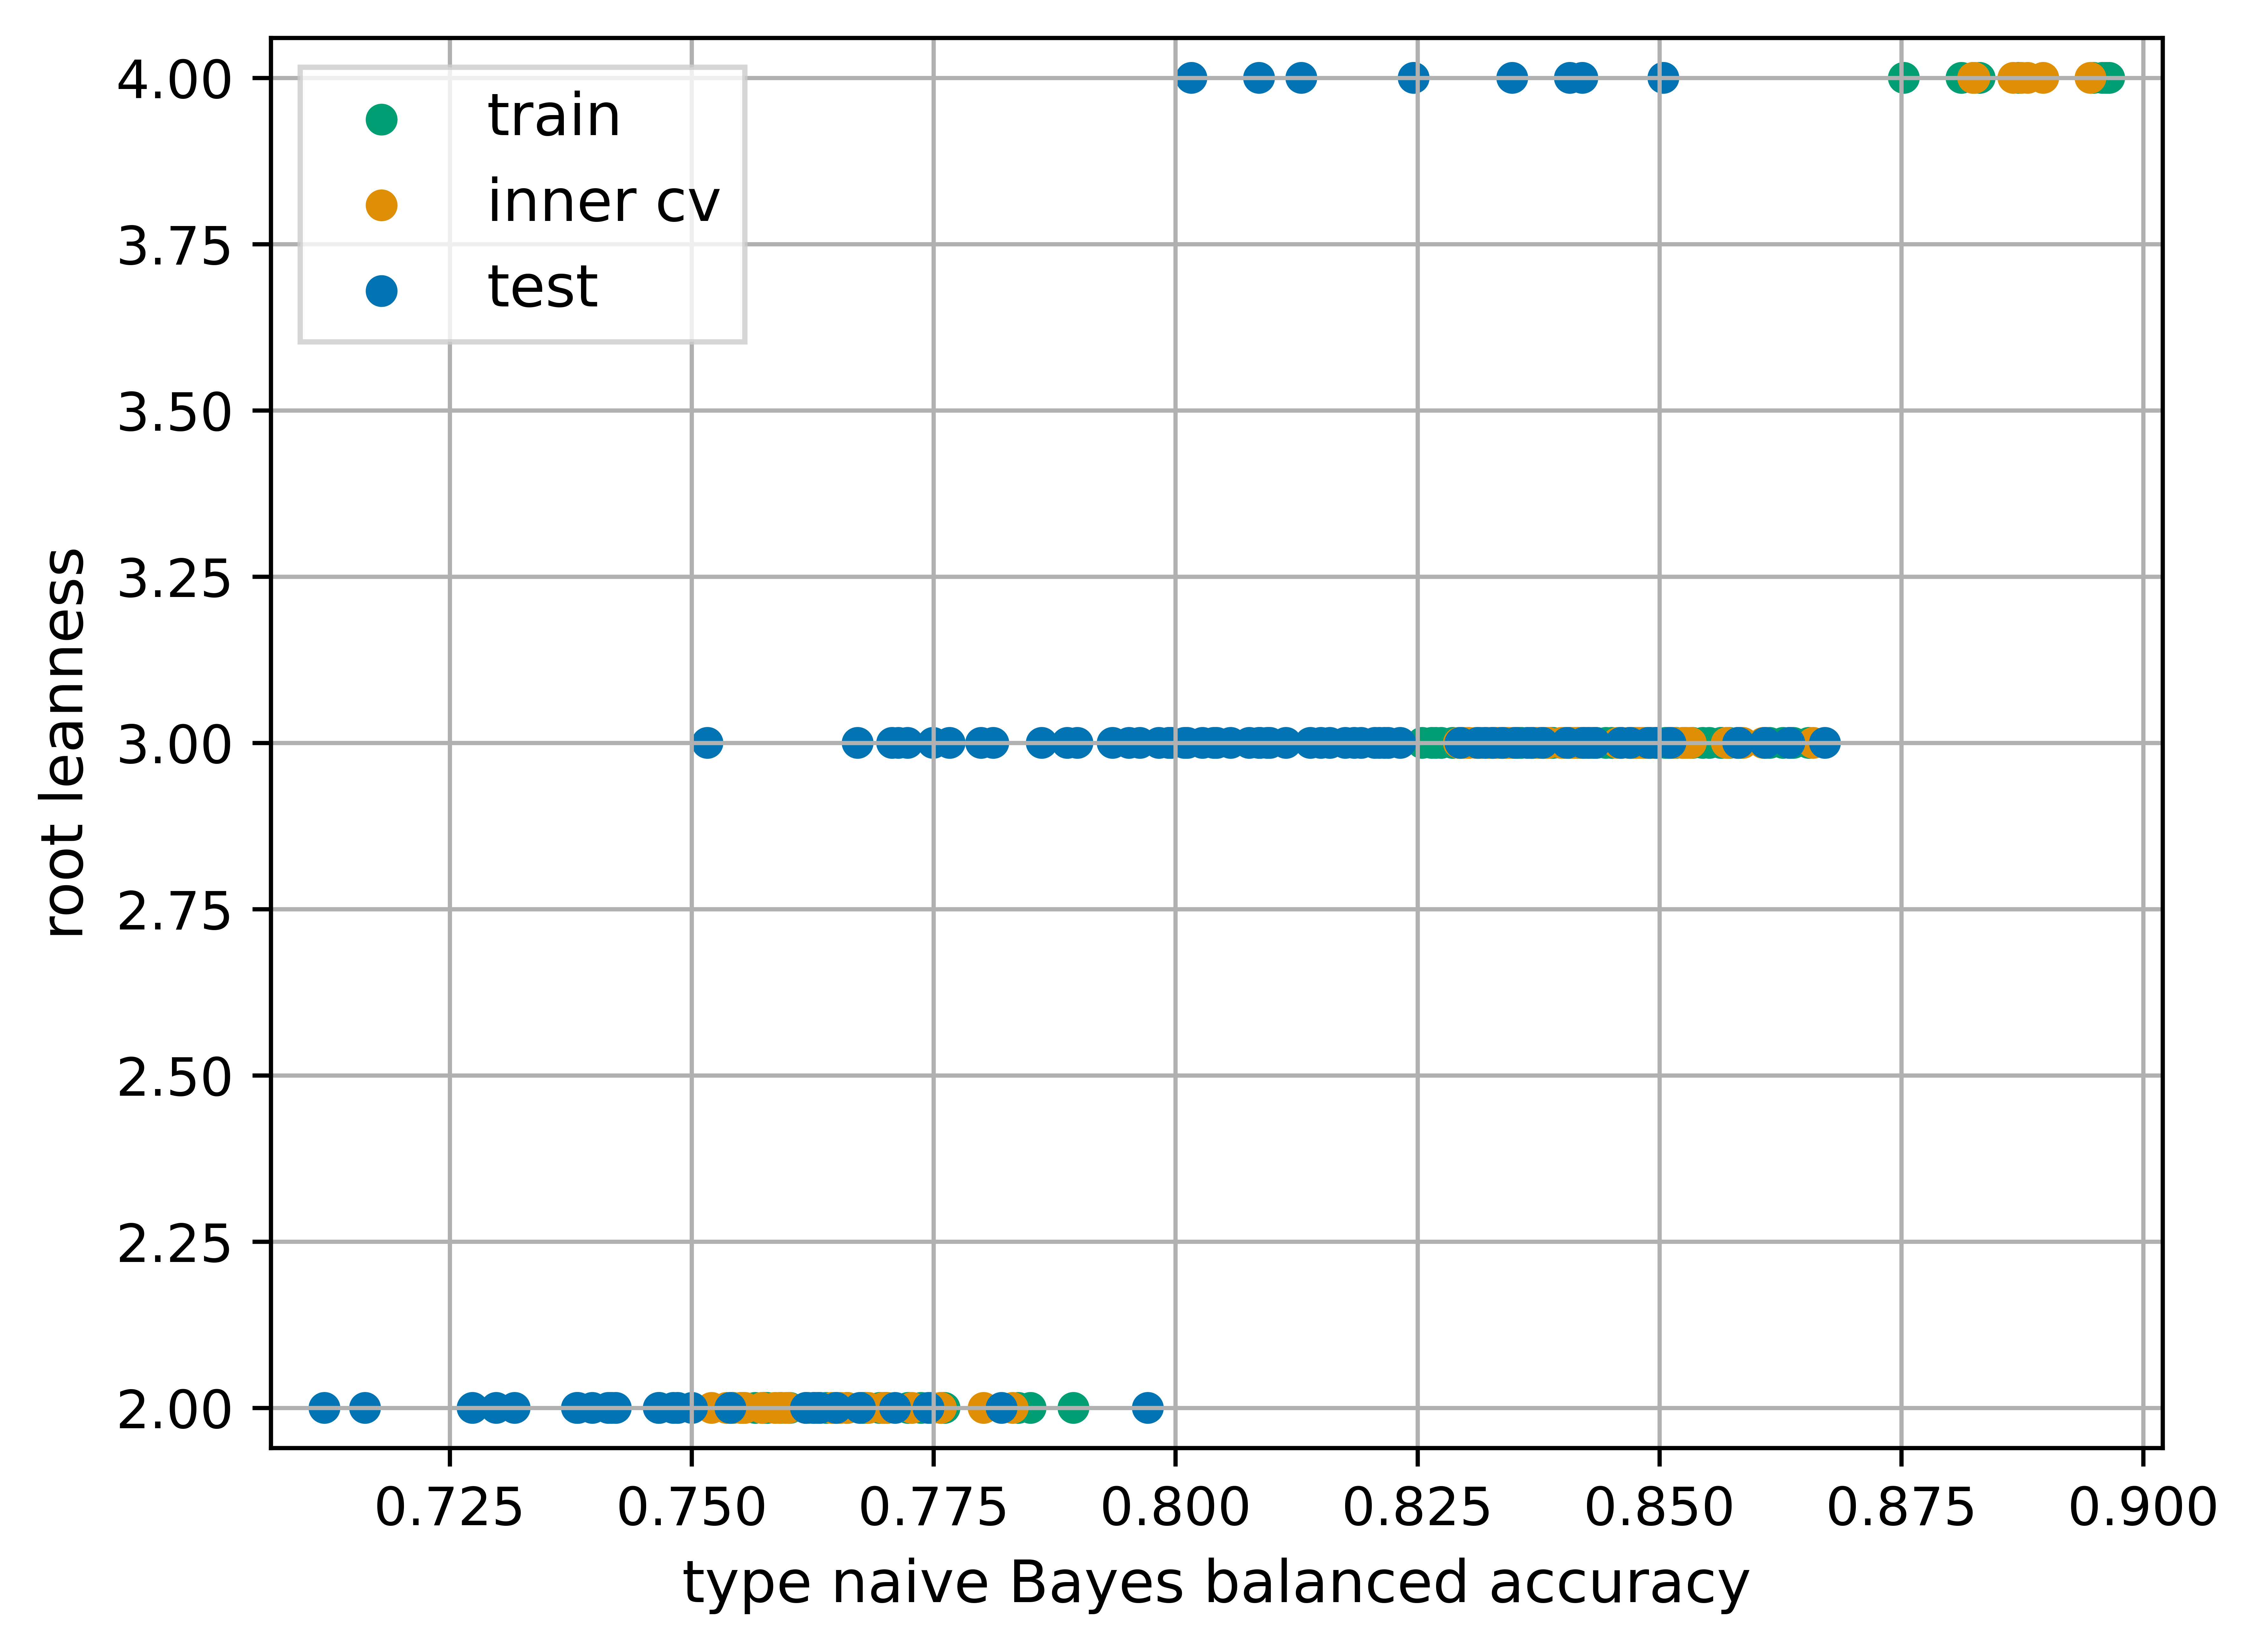 train
inner cv
test
4.00
3.75
3.50
3.25
3.00
2.75
2.50
2.25
2.00
root leanness
0.725 0.750 0.775 0.800 0.825 0.850 0.875 0.900
type naive Bayes balanced accuracy